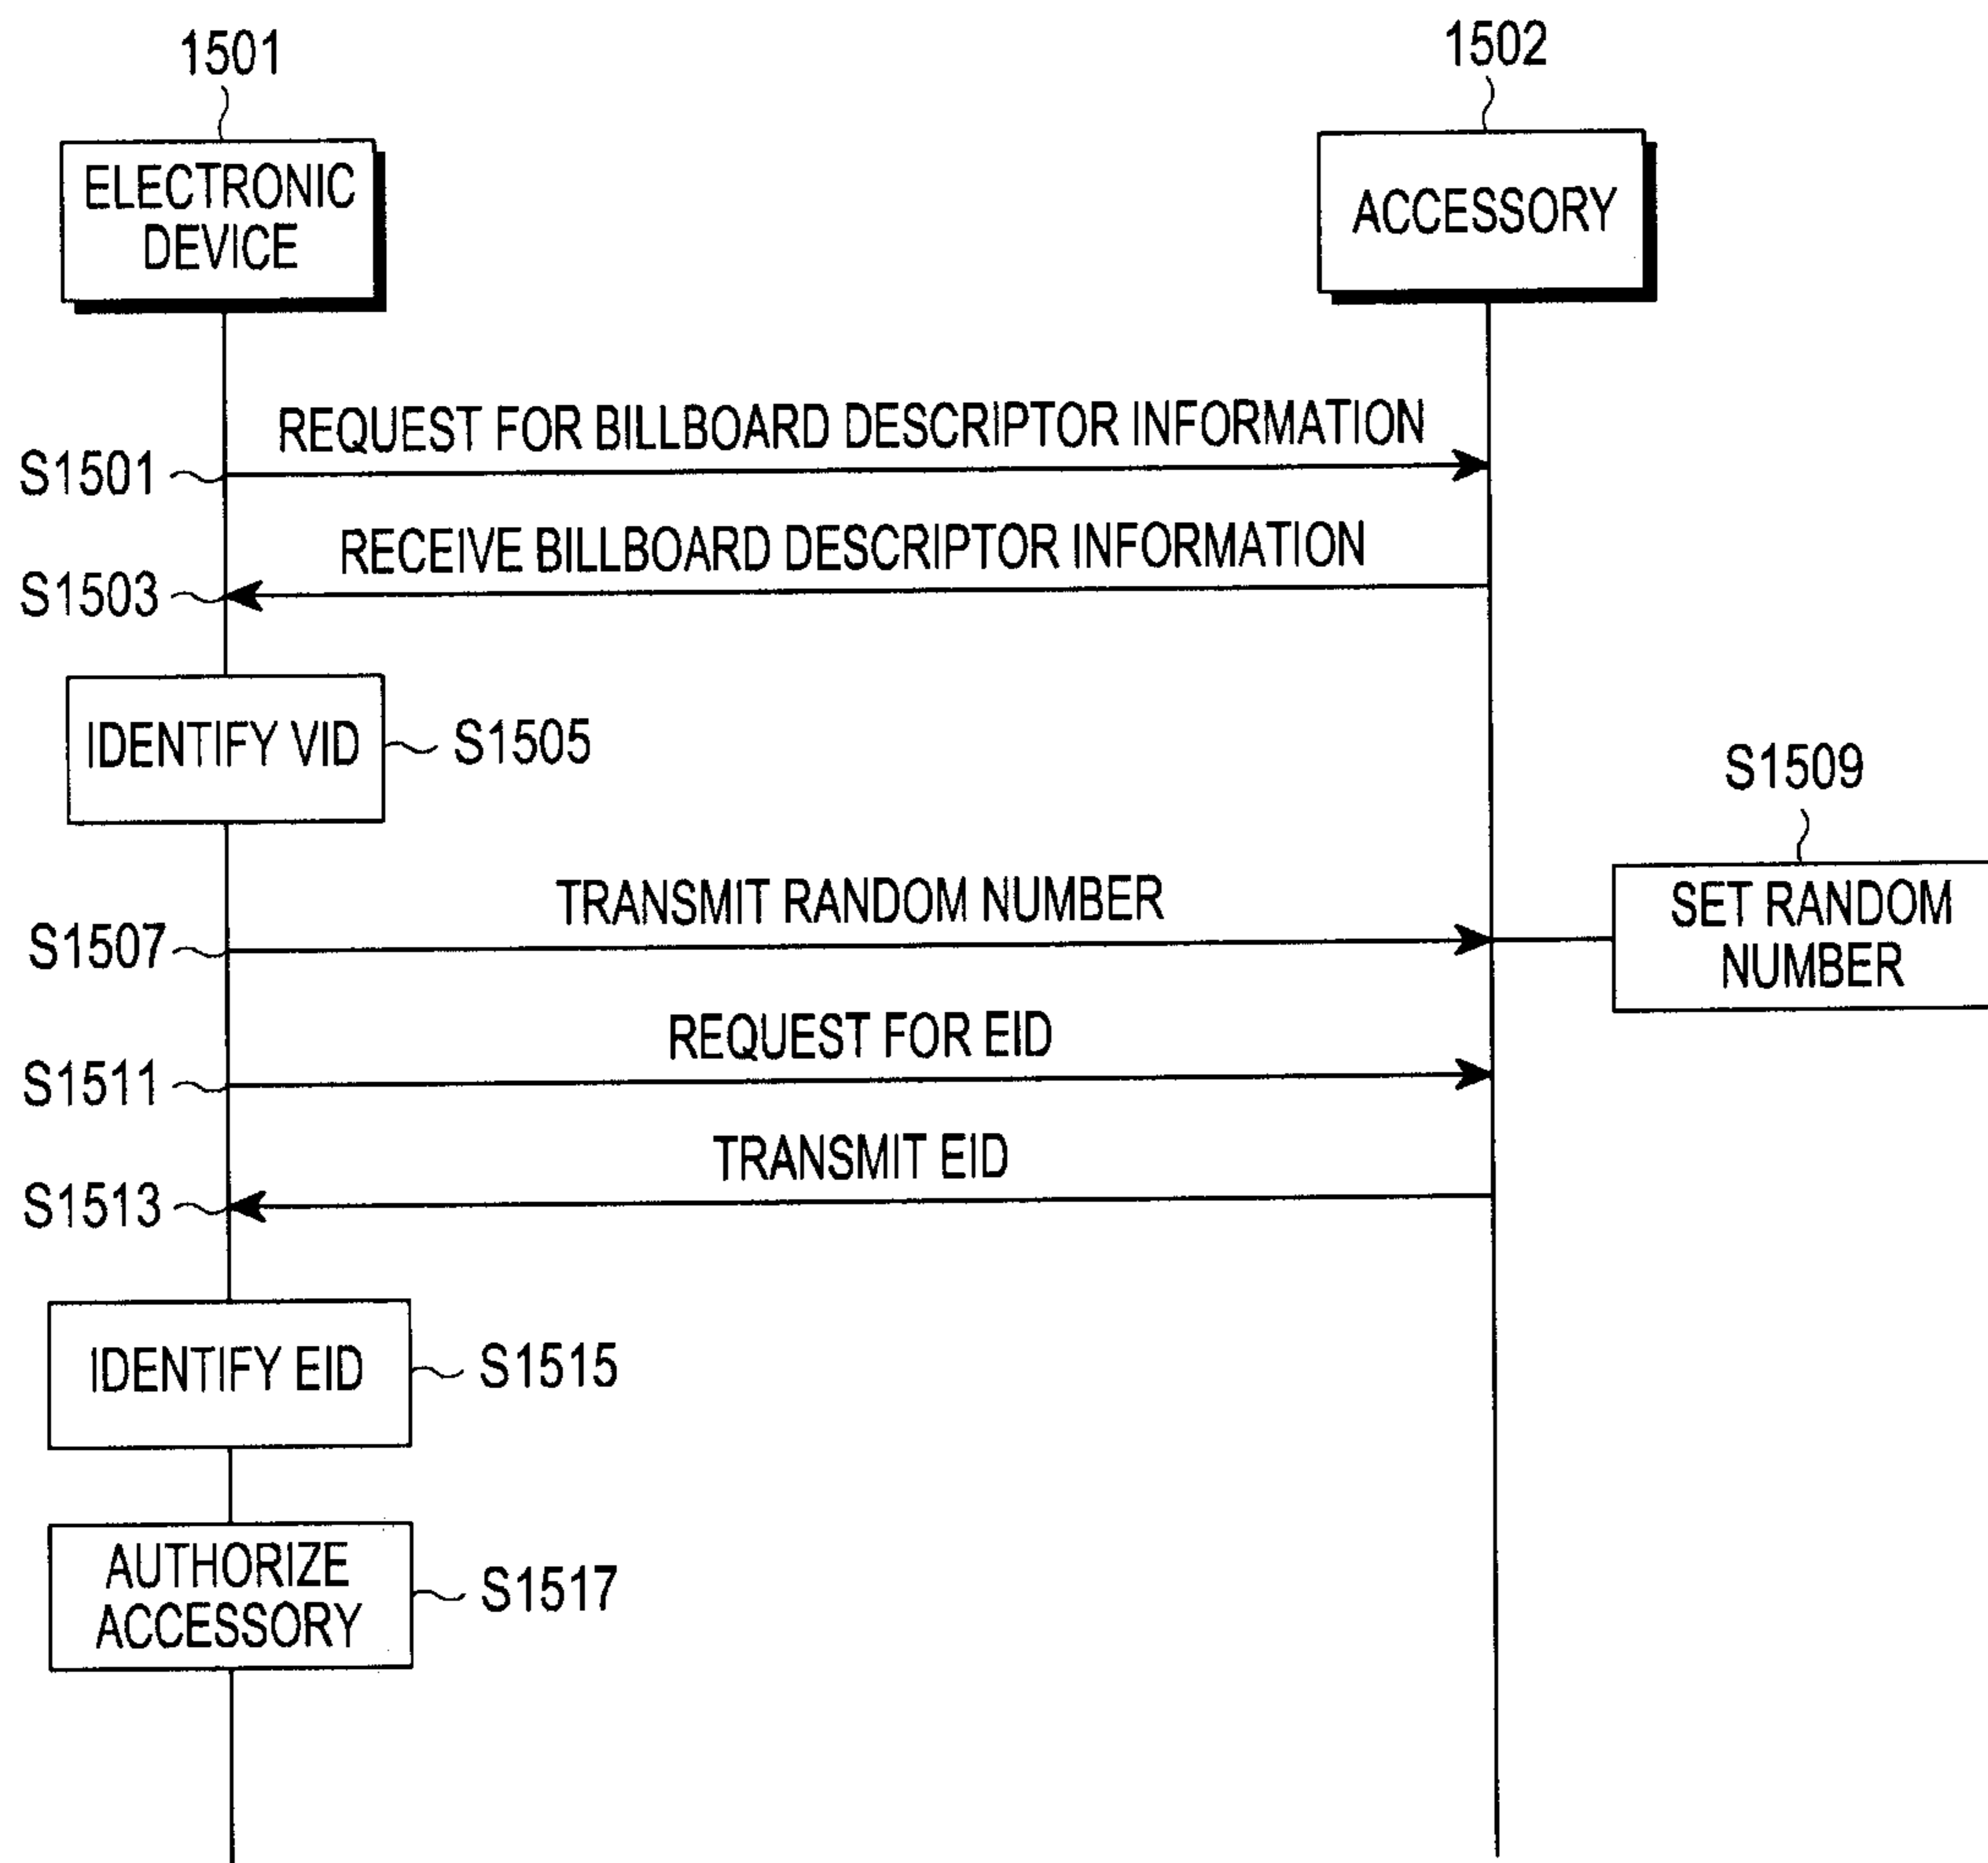 1501
1502
ELECTRONIC
DEVICE
ACCESSORY
REQUEST FOR BILLBOARD DESCRIPTOR INFORMATION
S1501
RECEIVE BILLBOARD DESCRIPTOR INFORMATION
S1503
IDENTIFY VID
S1505
S1509
TRANSMIT RANDOM NUMBER
S1507
SET RANDOM
NUMBER
REQUEST FOR EID
S1511
TRANSMIT EID
S1513
IDENTIFY EID
S1515
AUTHORIZE
ACCESSORY
S1517